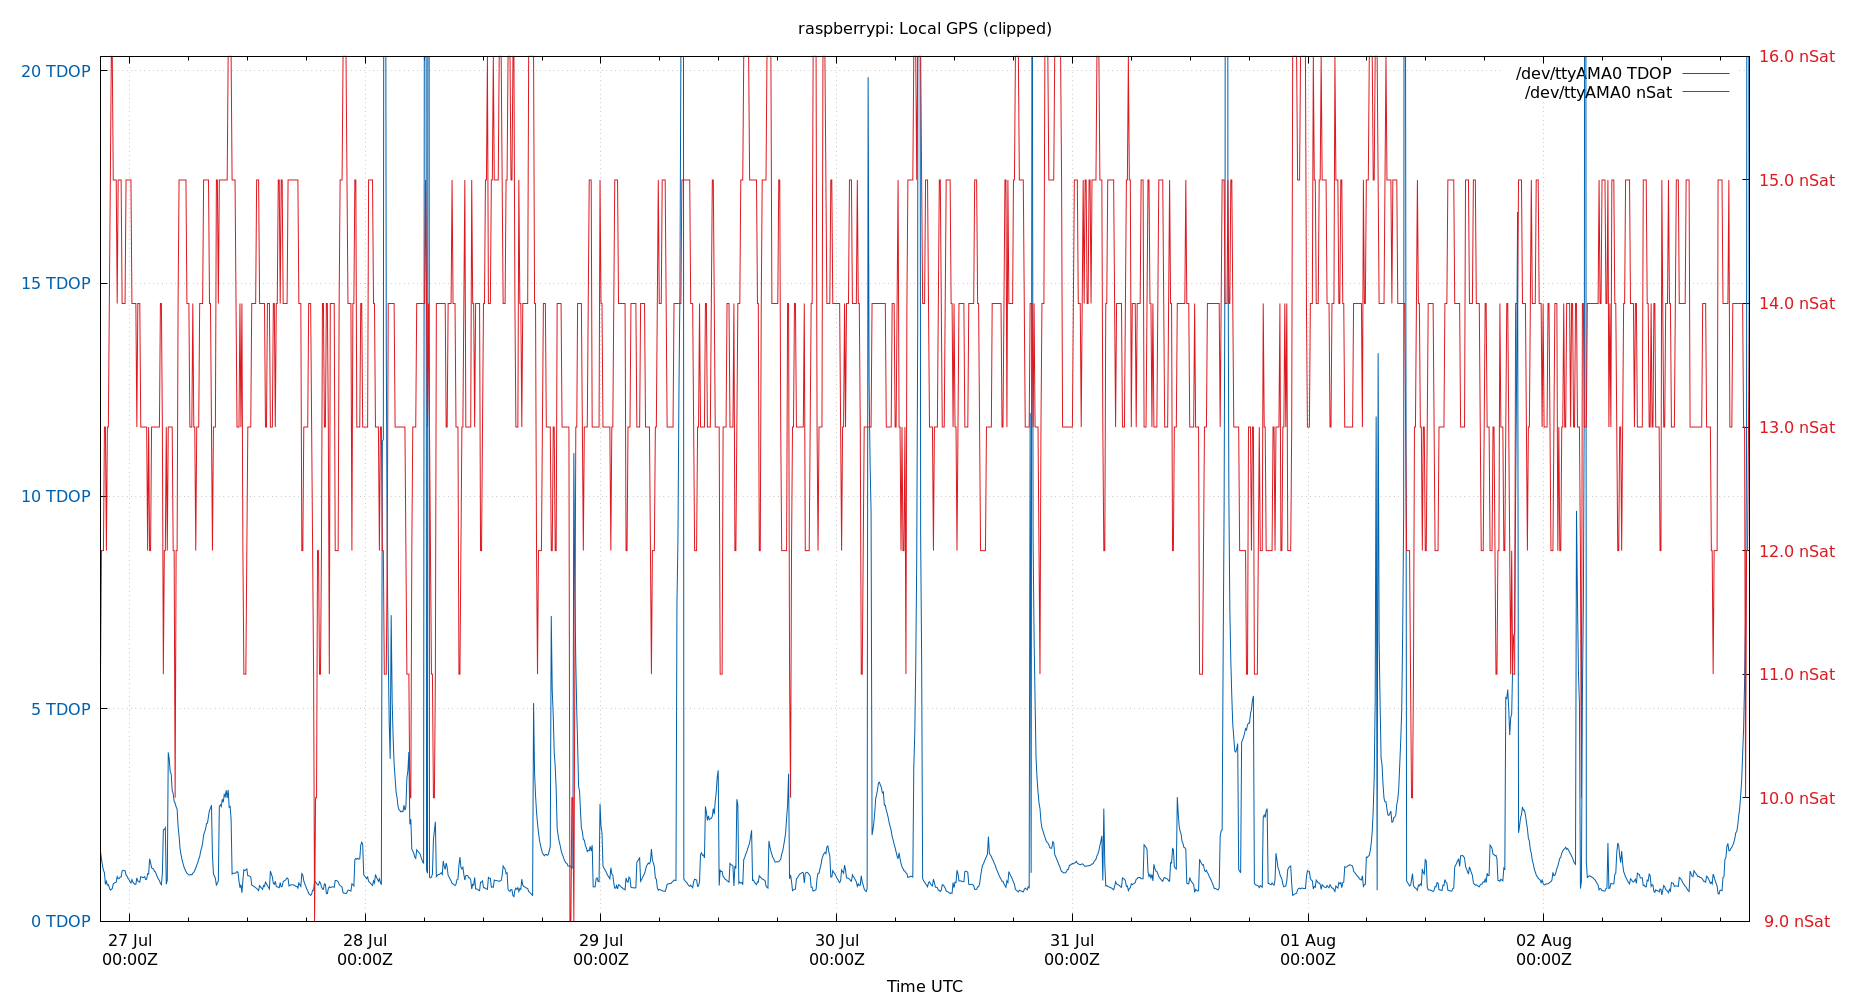 raspberrypi: Local GPS (clipped)
20 TDOP
15 TDOP
10 TDOP
5 TDOP
0 TDOP
16.0 nSat
15.0 nSat
14.0 nSat
13.0 nSat
12.0 nSat
11.0 nSat
10.0 nSat
9.0 nSat
/dev/ttyAMA0 TDOP
/dev/ttyAMA0 nSat
27 Jul 28 Jul 29 Jul 30 Jul 31 Jul 01 Aug 02 Aug
00:00Z 00:00Z 00:00Z 00:00Z 00:00Z 00:00Z 00:00Z
Time UTC